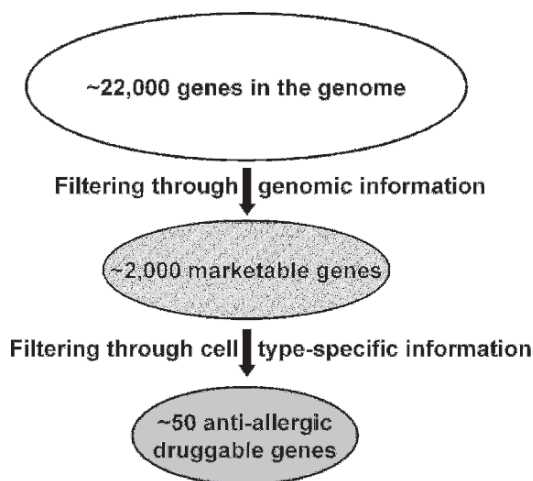 ~22,000 genes in the genome
Filtering through genomic information
~2,000 marketable genes
Filtering through cell type-specific information
~50 anti-allergic
druggable genes